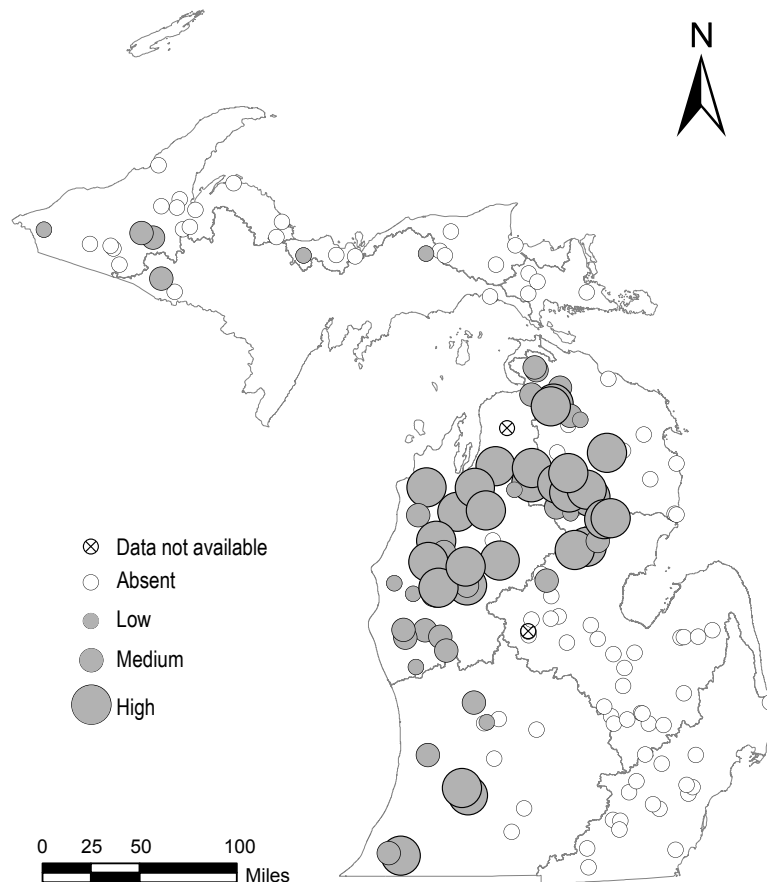 N
Data not available
Absent
Low
Medium
High
0 25 50 100
Miles